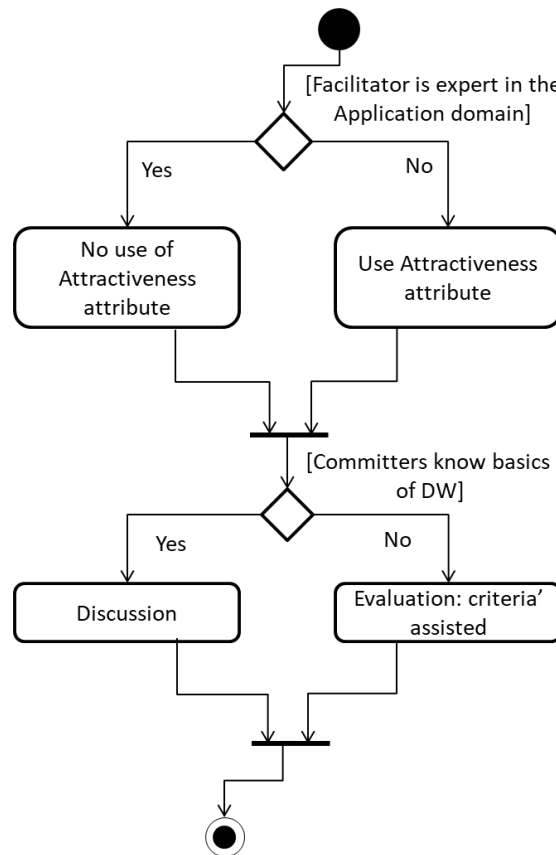 [Facilitator is expert in the
Application domain]
Yes
No
No use of
Attractiveness
attribute
Use Attractiveness
attribute
[Committers know basics
of DW]
Yes
No
Discussion
Evaluation: criteria’
assisted